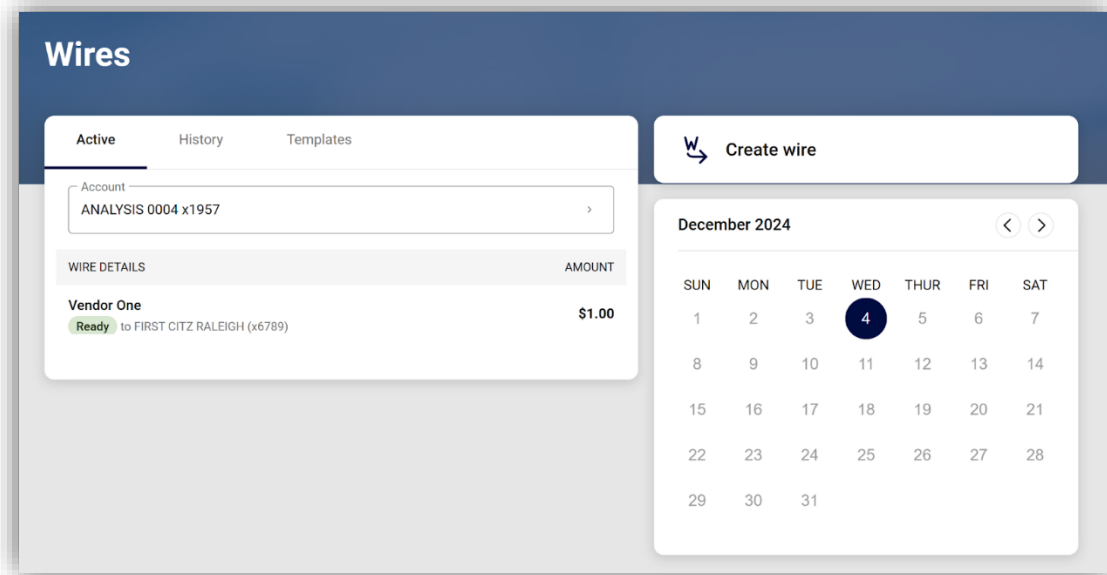 Wires
Active History Templates
Account
ANALYSIS 0004 x1957
WIRE DETAILS AMOUNT
Vendor One
$1.00
Ready to FIRST CITZ RALEIGH (x6789)
Create wire
December 2024
SUN MON TUE WED THUR FRI SAT
1 2 3 4 5 6 7
8 9 10 11 12 13 14
15 16 17 18 19 20 21
22 23 24 25 26 27 28
29 30 31